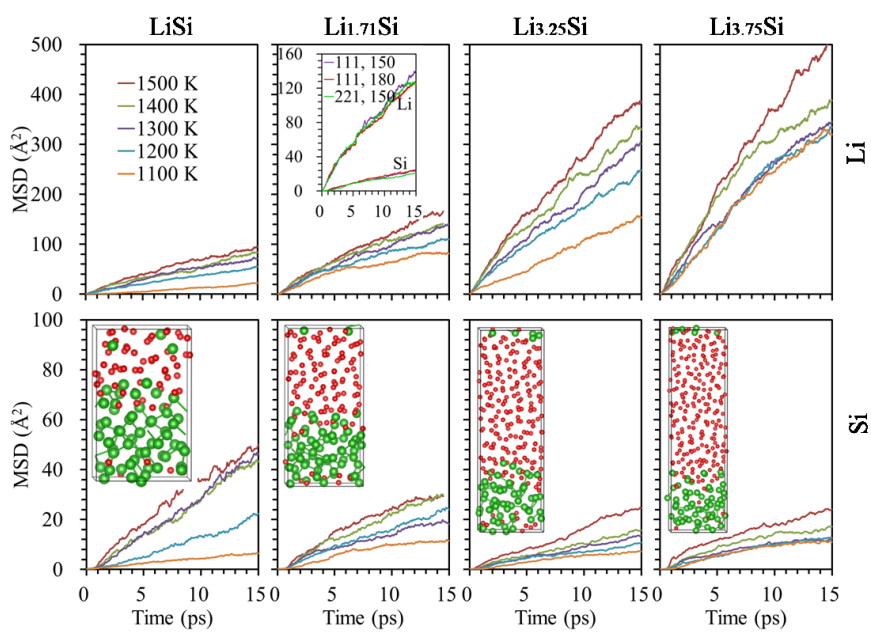 LiSi Li1.71Si Li3.25Si Li3.75Si
500
400
300
200
100
0
MSD (Å²)
1500 K
1400 K
1300 K
1200 K
1100 K
160
120
80
40
0
0 5 10 15
111, 150
111, 180
221, 150
Li
Si
Li
100
80
60
40
20
0
MSD (Å²)
Si
0 5 10 15 0 5 10 15 0 5 10 15 0 5 10 15
Time (ps) Time (ps) Time (ps) Time (ps)